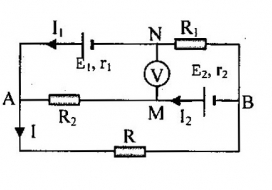 I₁ N R₁
E₁, r₁
V E₂, r₂
A B
R₂ M I₂
I R